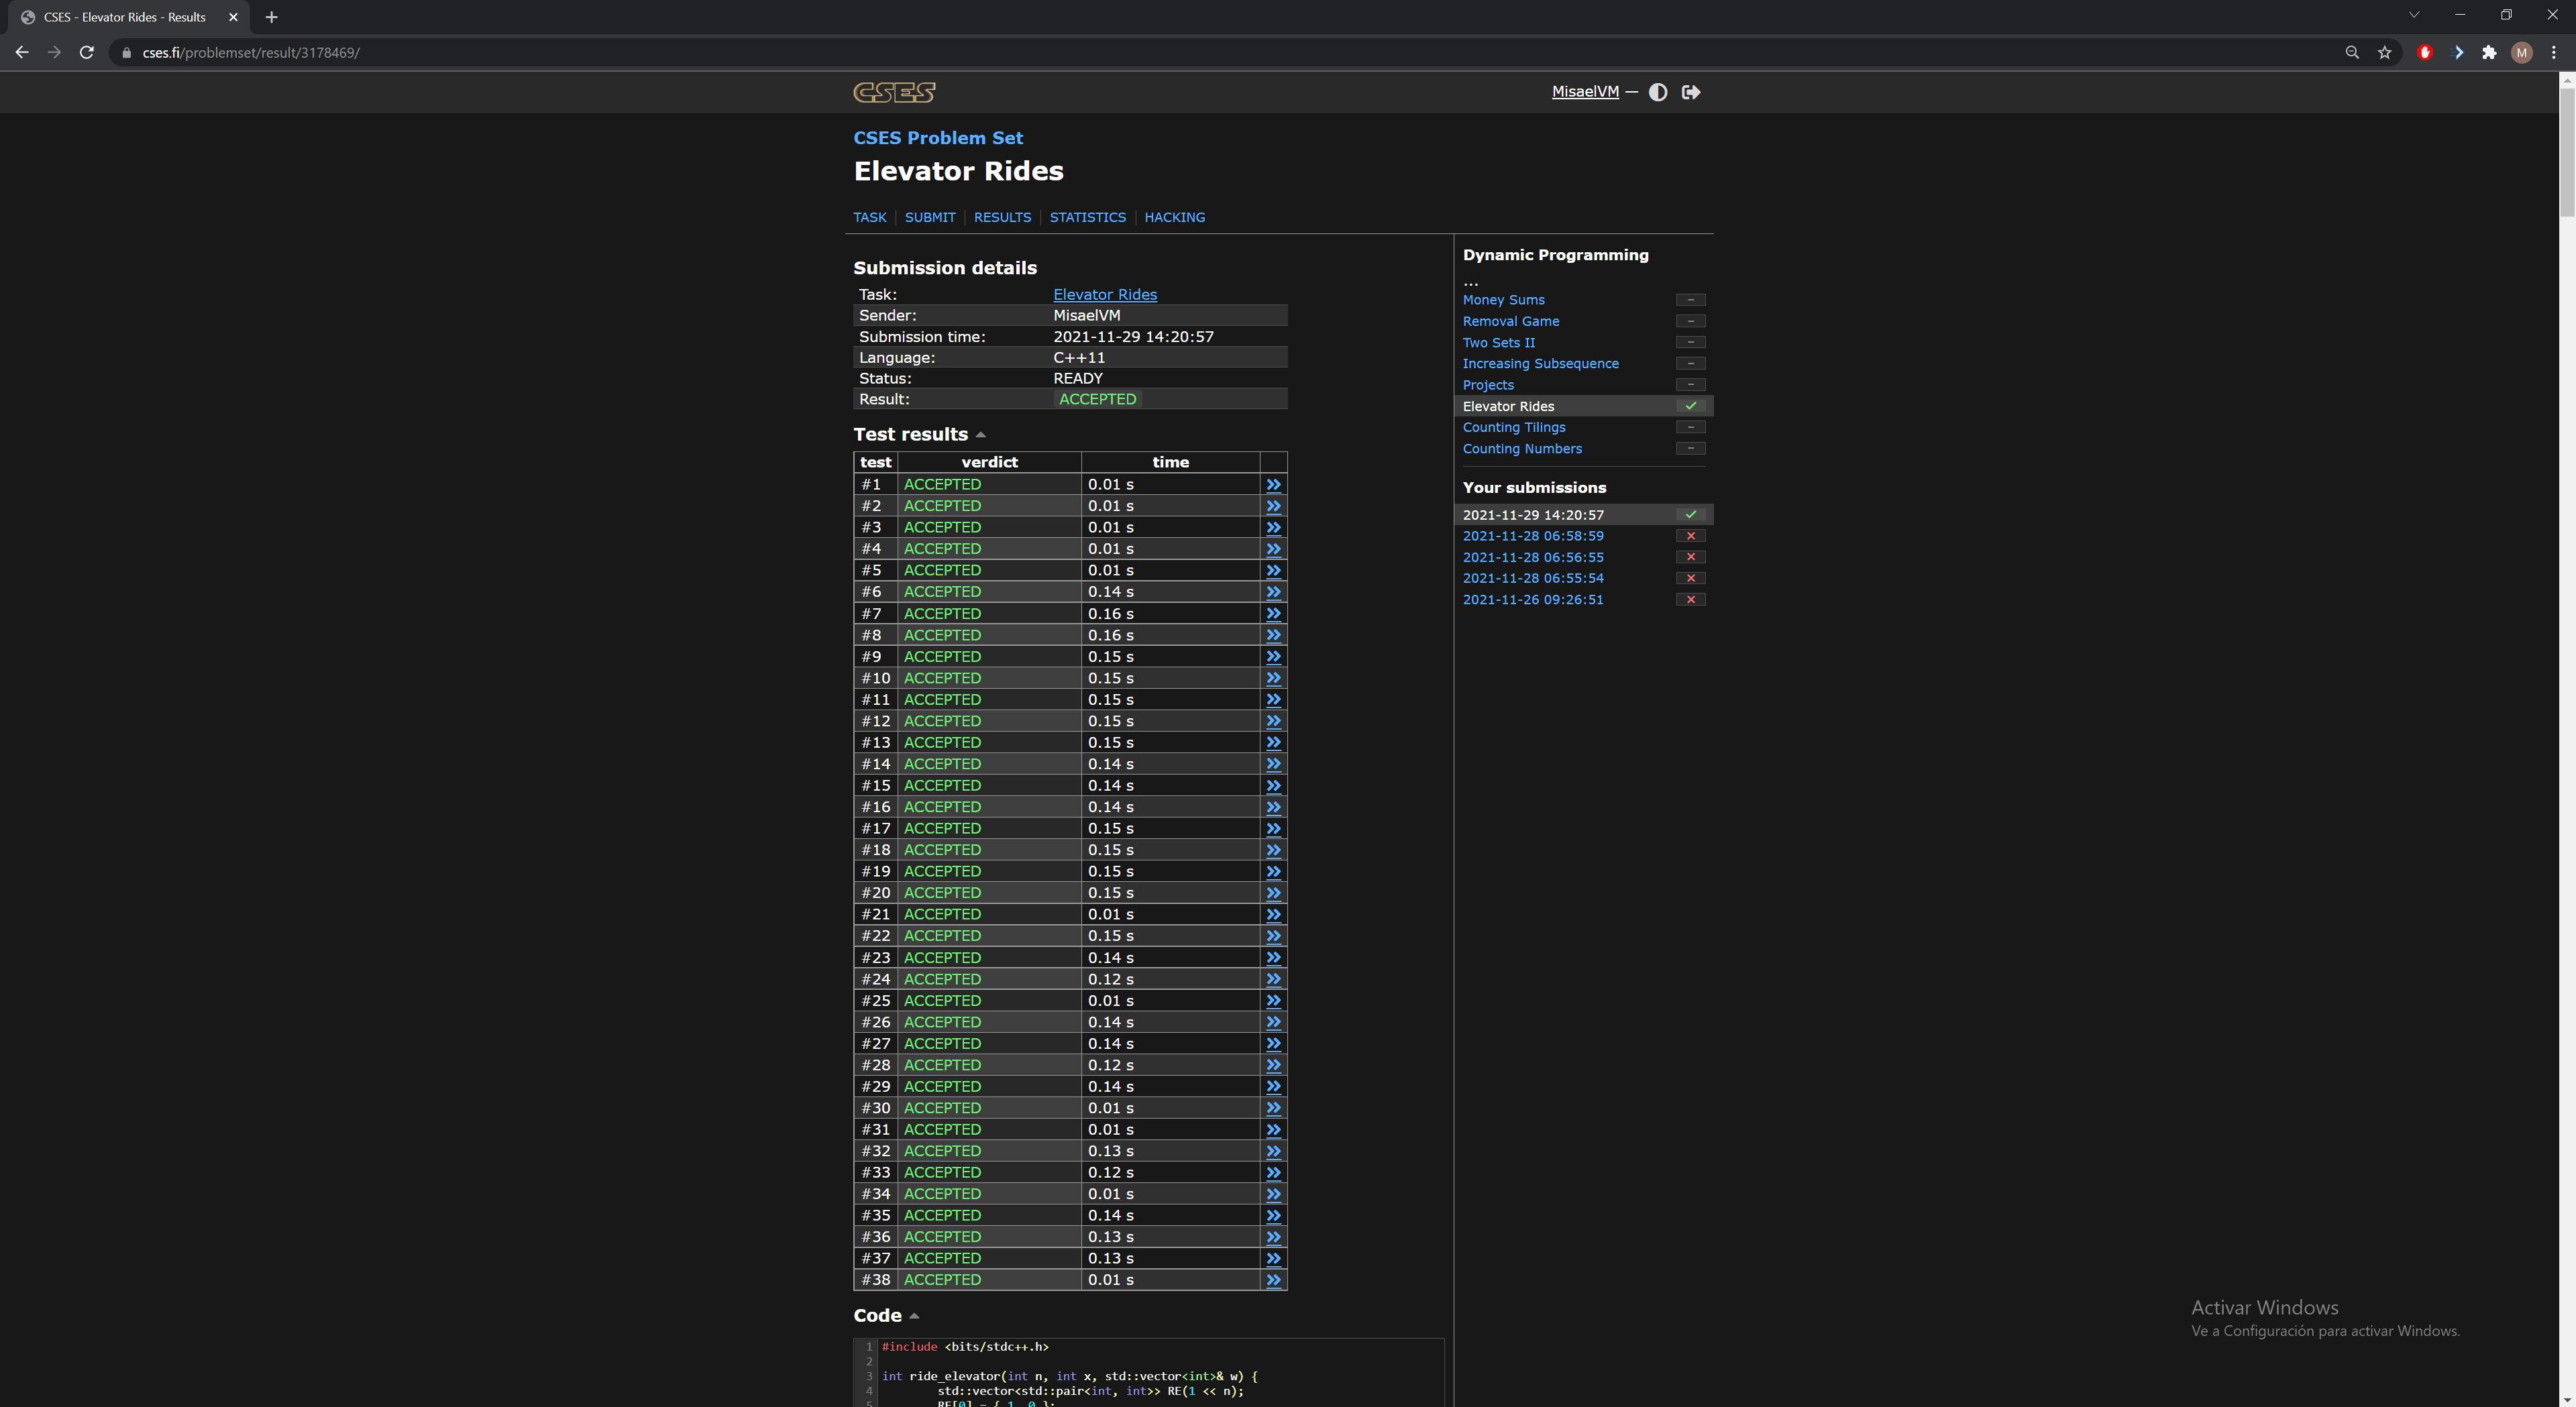 CSES - Elevator Rides - Results
cses.fi/problemset/result/3178469/
M
CSES
MisaelVM —
CSES Problem Set
Elevator Rides
TASK SUBMIT RESULTS STATISTICS HACKING
Submission details
Task: Elevator Rides
Sender: MisaelVM
Submission time: 2021-11-29 14:20:57
Language: C++11
Status: READY
Result: ACCEPTED
Test results
test verdict time
#1 ACCEPTED 0.01 s »
#2 ACCEPTED 0.01 s »
#3 ACCEPTED 0.01 s »
#4 ACCEPTED 0.01 s »
#5 ACCEPTED 0.01 s »
#6 ACCEPTED 0.14 s »
#7 ACCEPTED 0.16 s »
#8 ACCEPTED 0.16 s »
#9 ACCEPTED 0.15 s »
#10 ACCEPTED 0.15 s »
#11 ACCEPTED 0.15 s »
#12 ACCEPTED 0.15 s »
#13 ACCEPTED 0.15 s »
#14 ACCEPTED 0.14 s »
#15 ACCEPTED 0.14 s »
#16 ACCEPTED 0.14 s »
#17 ACCEPTED 0.15 s »
#18 ACCEPTED 0.15 s »
#19 ACCEPTED 0.15 s »
#20 ACCEPTED 0.15 s »
#21 ACCEPTED 0.01 s »
#22 ACCEPTED 0.15 s »
#23 ACCEPTED 0.14 s »
#24 ACCEPTED 0.12 s »
#25 ACCEPTED 0.01 s »
#26 ACCEPTED 0.14 s »
#27 ACCEPTED 0.14 s »
#28 ACCEPTED 0.12 s »
#29 ACCEPTED 0.14 s »
#30 ACCEPTED 0.01 s »
#31 ACCEPTED 0.01 s »
#32 ACCEPTED 0.13 s »
#33 ACCEPTED 0.12 s »
#34 ACCEPTED 0.01 s »
#35 ACCEPTED 0.14 s »
#36 ACCEPTED 0.13 s »
#37 ACCEPTED 0.13 s »
#38 ACCEPTED 0.01 s »
Code
1 #include <bits/stdc++.h>
2
3 int ride_elevator(int n, int x, std::vector<int>& w) {
4 std::vector<std::pair<int, int>> RE(1 << n);
5 RE[0] = { 1, 0 };
Dynamic Programming
...
Money Sums –
Removal Game –
Two Sets II –
Increasing Subsequence –
Projects –
Elevator Rides
Counting Tilings –
Counting Numbers –
Your submissions
2021-11-29 14:20:57
2021-11-28 06:58:59
2021-11-28 06:56:55
2021-11-28 06:55:54
2021-11-26 09:26:51
Activar Windows
Ve a Configuración para activar Windows.